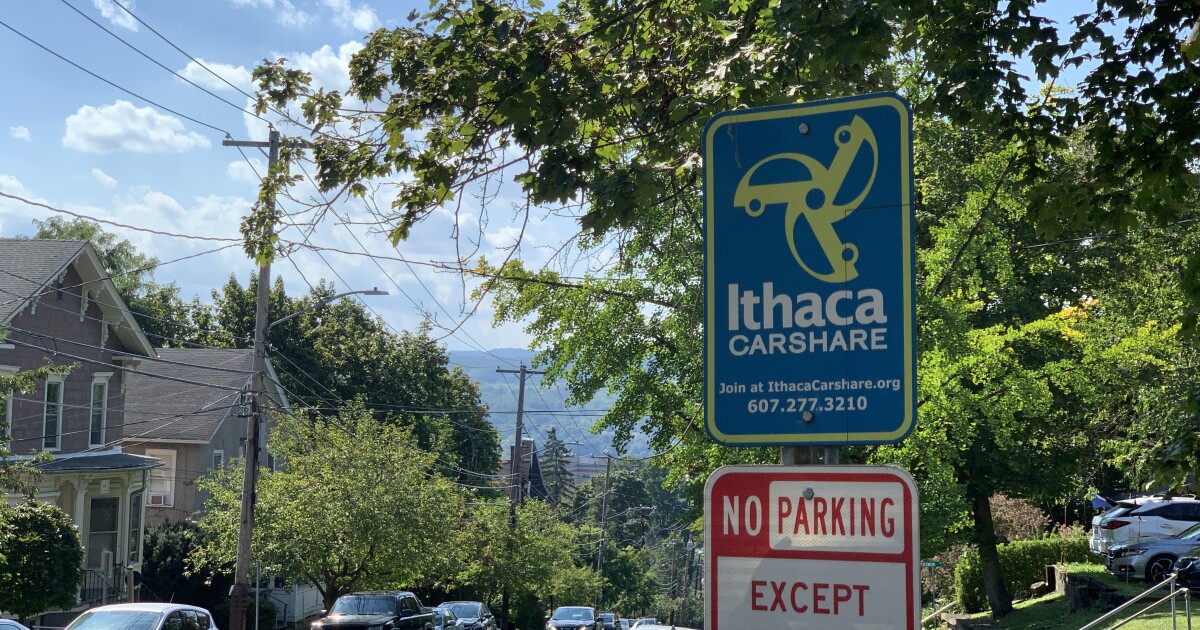 Ithaca
CARSHARE
Join at IthacaCarshare.org
607.277.3210
NO PARKING
EXCEPT